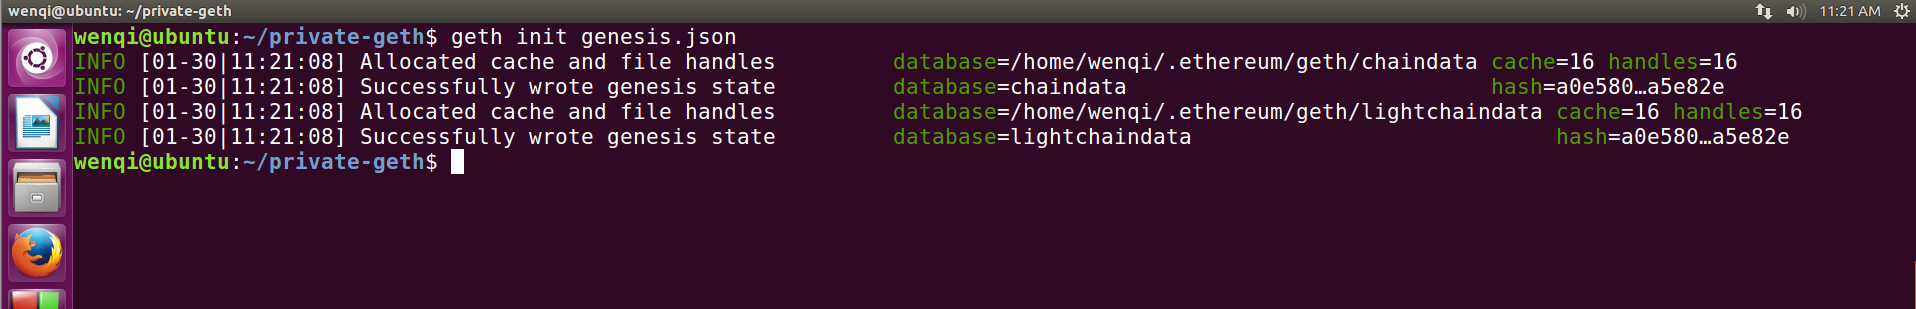 wenqi@ubuntu: ~/private-geth 11:21 AM
wenqi@ubuntu:~/private-geth$ geth init genesis.json
INFO [01-30|11:21:08] Allocated cache and file handles database=/home/wenqi/.ethereum/geth/chaindata cache=16 handles=16
INFO [01-30|11:21:08] Successfully wrote genesis state database=chaindata hash=a0e580…a5e82e
INFO [01-30|11:21:08] Allocated cache and file handles database=/home/wenqi/.ethereum/geth/lightchaindata cache=16 handles=16
INFO [01-30|11:21:08] Successfully wrote genesis state database=lightchaindata hash=a0e580…a5e82e
wenqi@ubuntu:~/private-geth$